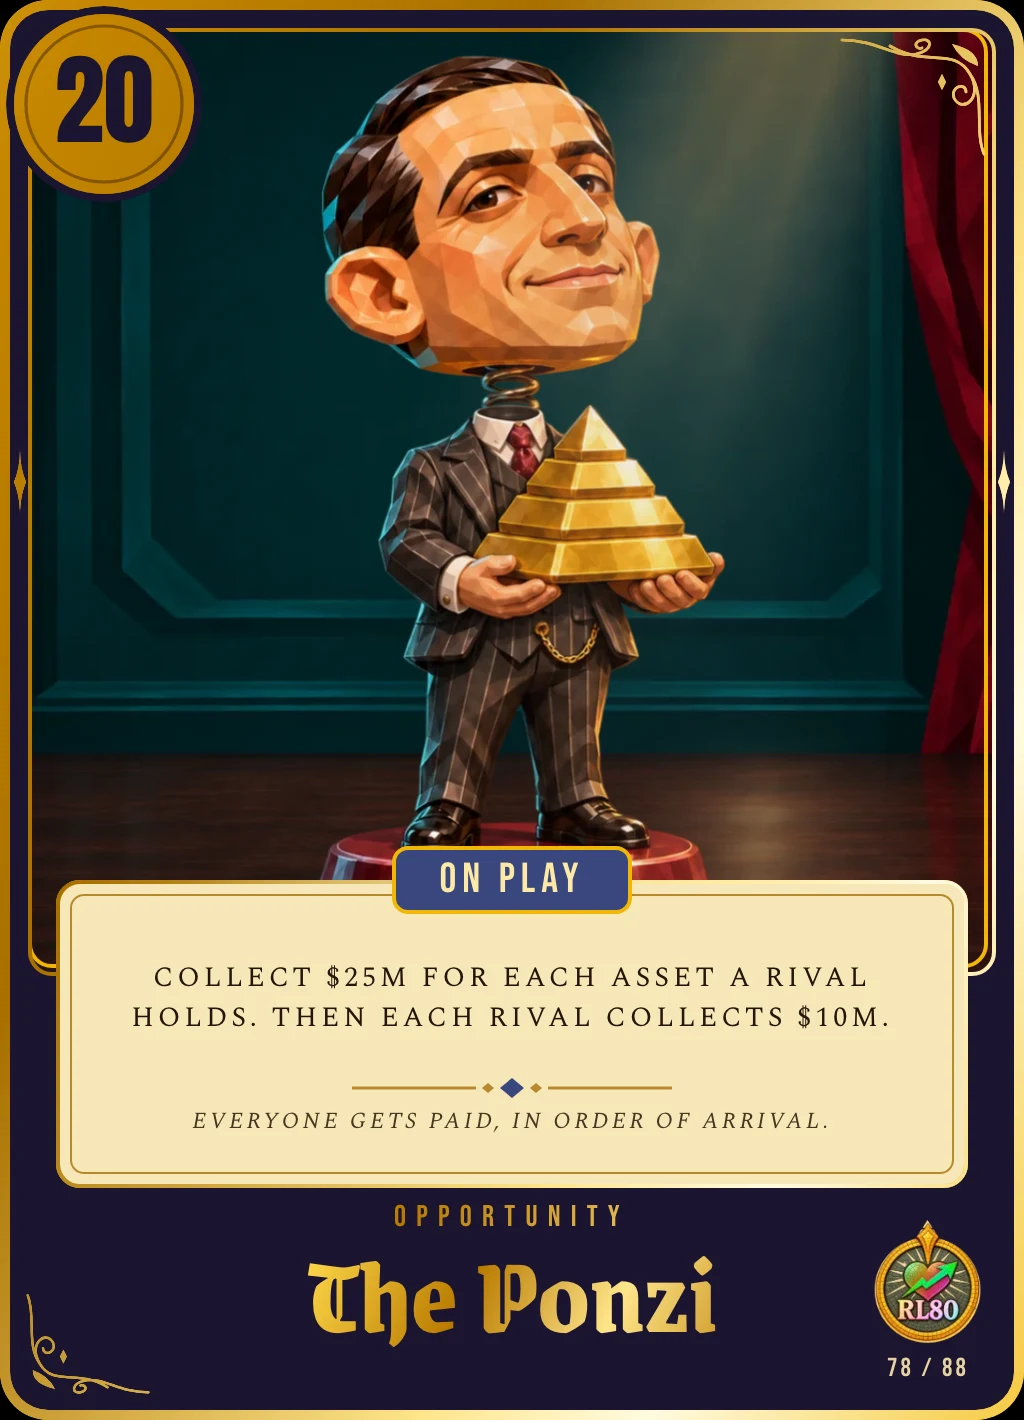 20
ON PLAY
COLLECT $25M FOR EACH ASSET A RIVAL
HOLDS. THEN EACH RIVAL COLLECTS $10M.
EVERYONE GETS PAID, IN ORDER OF ARRIVAL.
OPPORTUNITY
The Ponzi
RL80
78 / 88